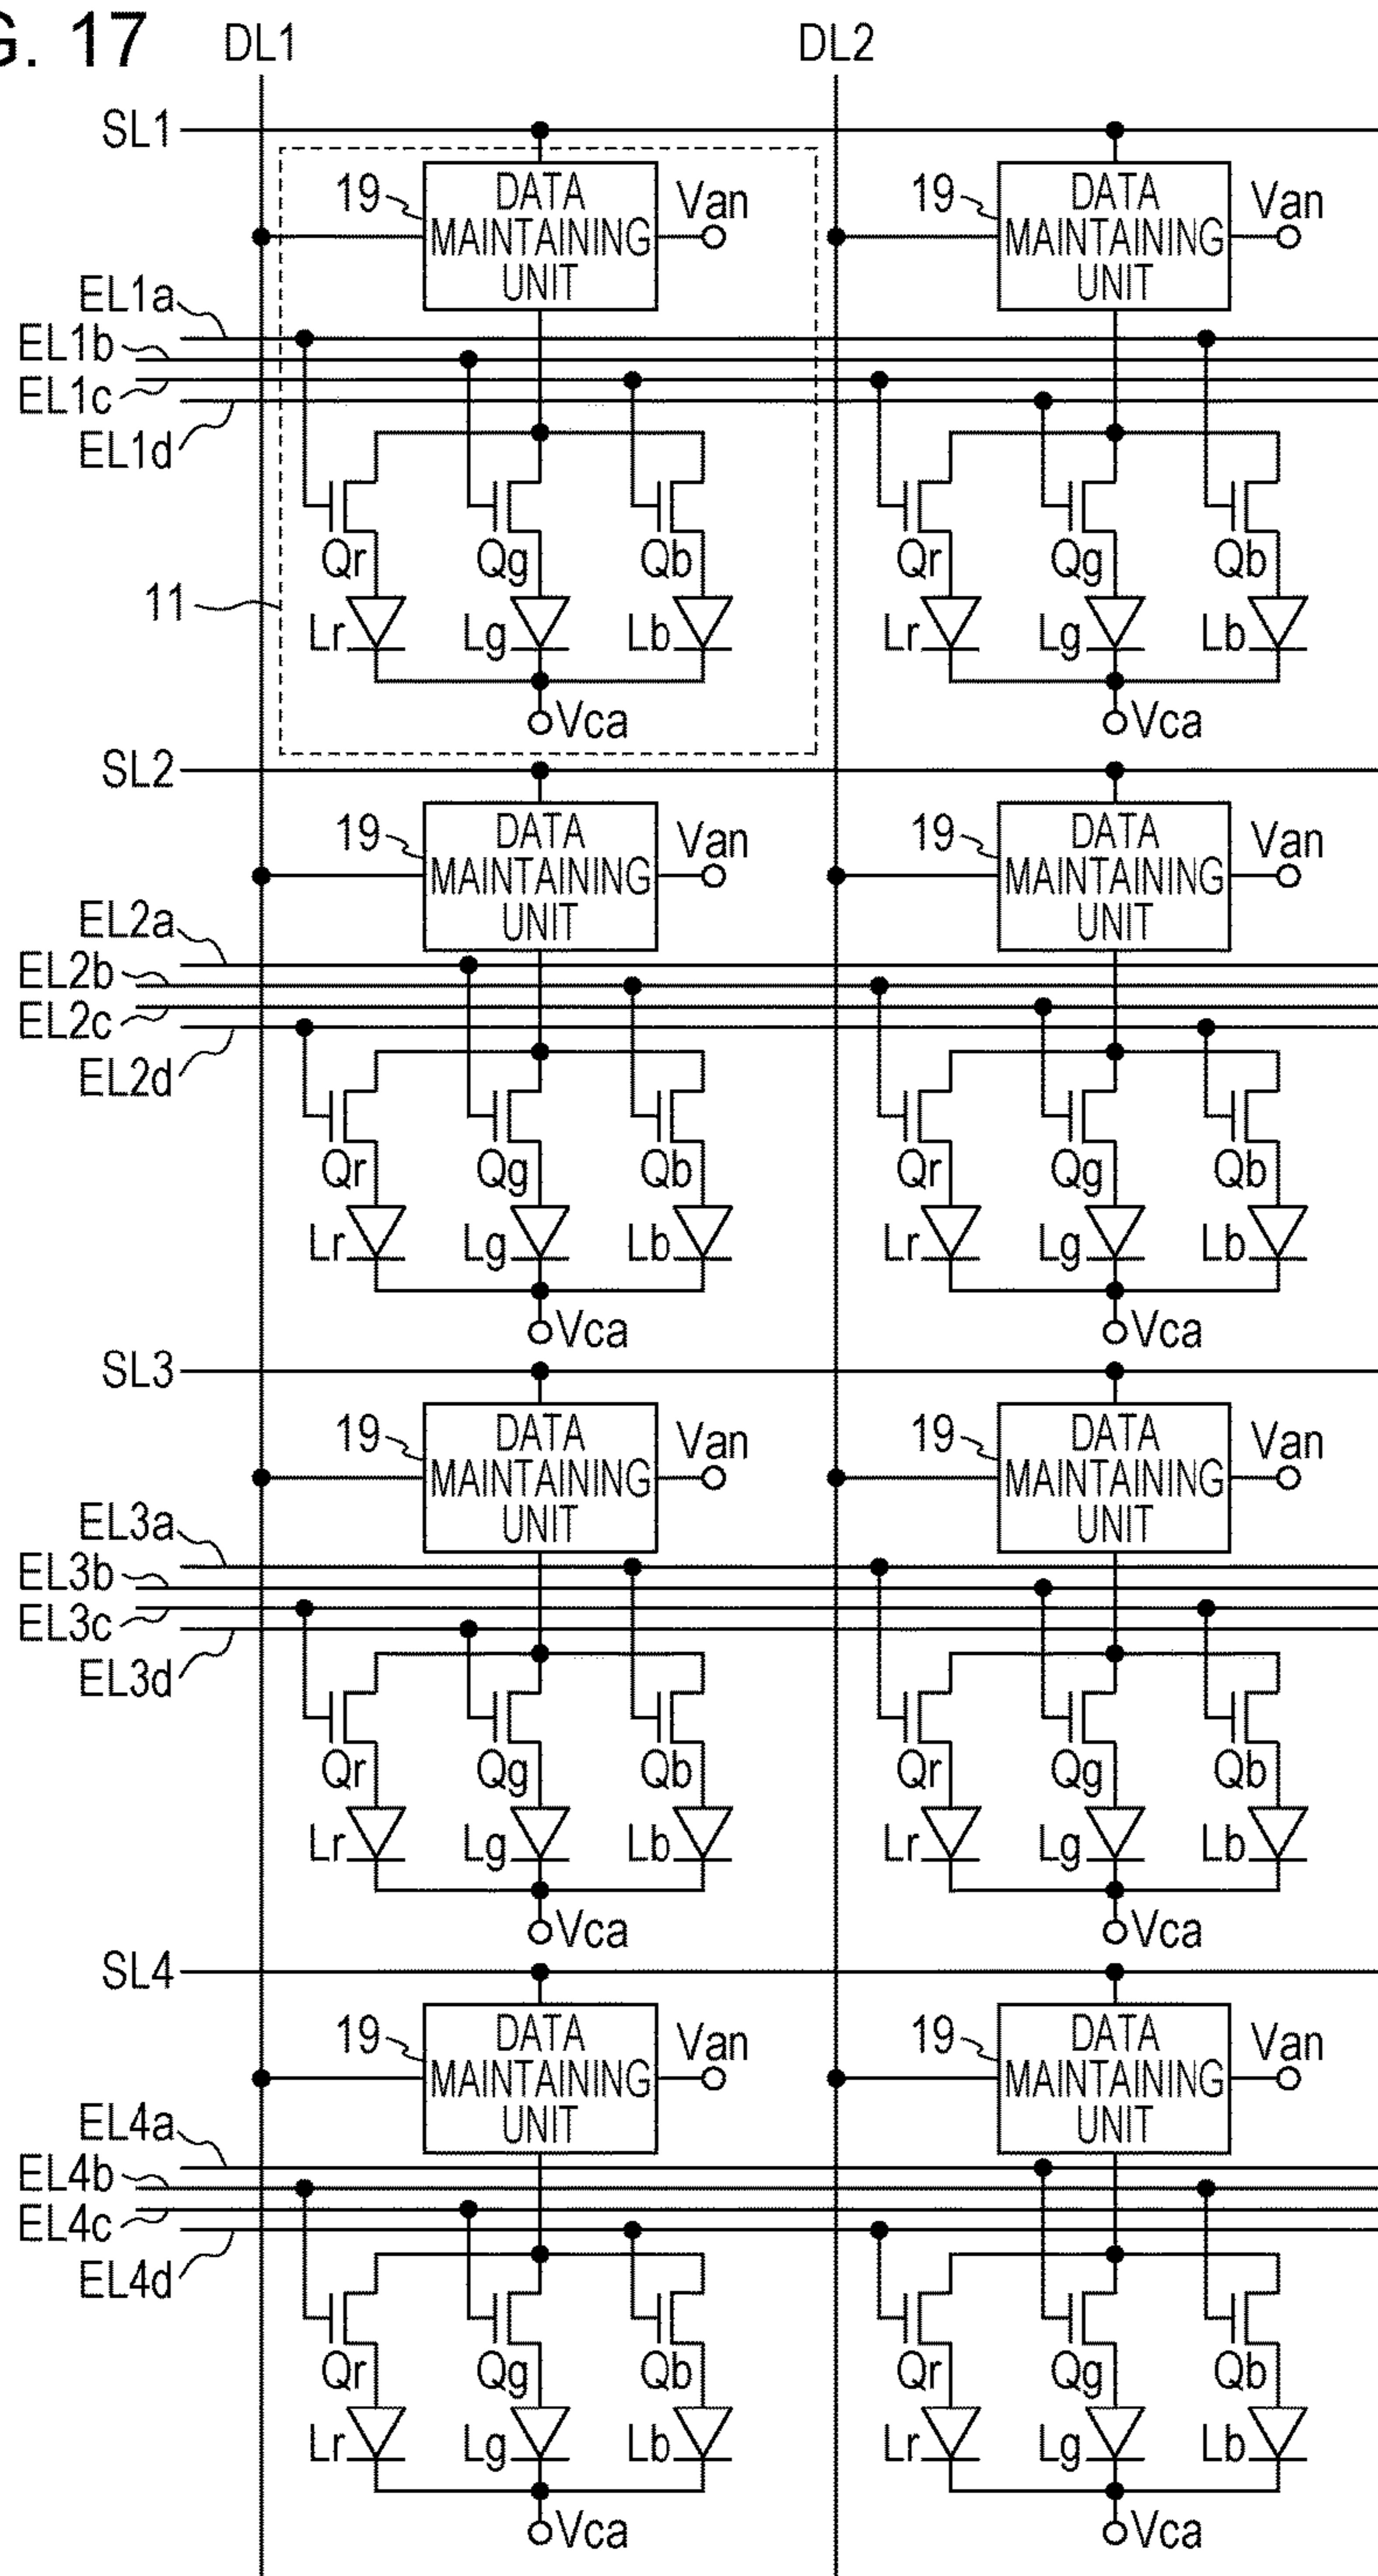 G. 17
DL1 DL2
SL1
19 DATA MAINTAINING UNIT Van 19 DATA MAINTAINING UNIT Van
EL1a
EL1b
EL1c
EL1d
Qr Qg Qb Qr Qg Qb
11
Lr Lg Lb Lr Lg Lb
Vca Vca
SL2
19 DATA MAINTAINING UNIT Van 19 DATA MAINTAINING UNIT Van
EL2a
EL2b
EL2c
EL2d
Qr Qg Qb Qr Qg Qb
Lr Lg Lb Lr Lg Lb
Vca Vca
SL3
19 DATA MAINTAINING UNIT Van 19 DATA MAINTAINING UNIT Van
EL3a
EL3b
EL3c
EL3d
Qr Qg Qb Qr Qg Qb
Lr Lg Lb Lr Lg Lb
Vca Vca
SL4
19 DATA MAINTAINING UNIT Van 19 DATA MAINTAINING UNIT Van
EL4a
EL4b
EL4c
EL4d
Qr Qg Qb Qr Qg Qb
Lr Lg Lb Lr Lg Lb
Vca Vca